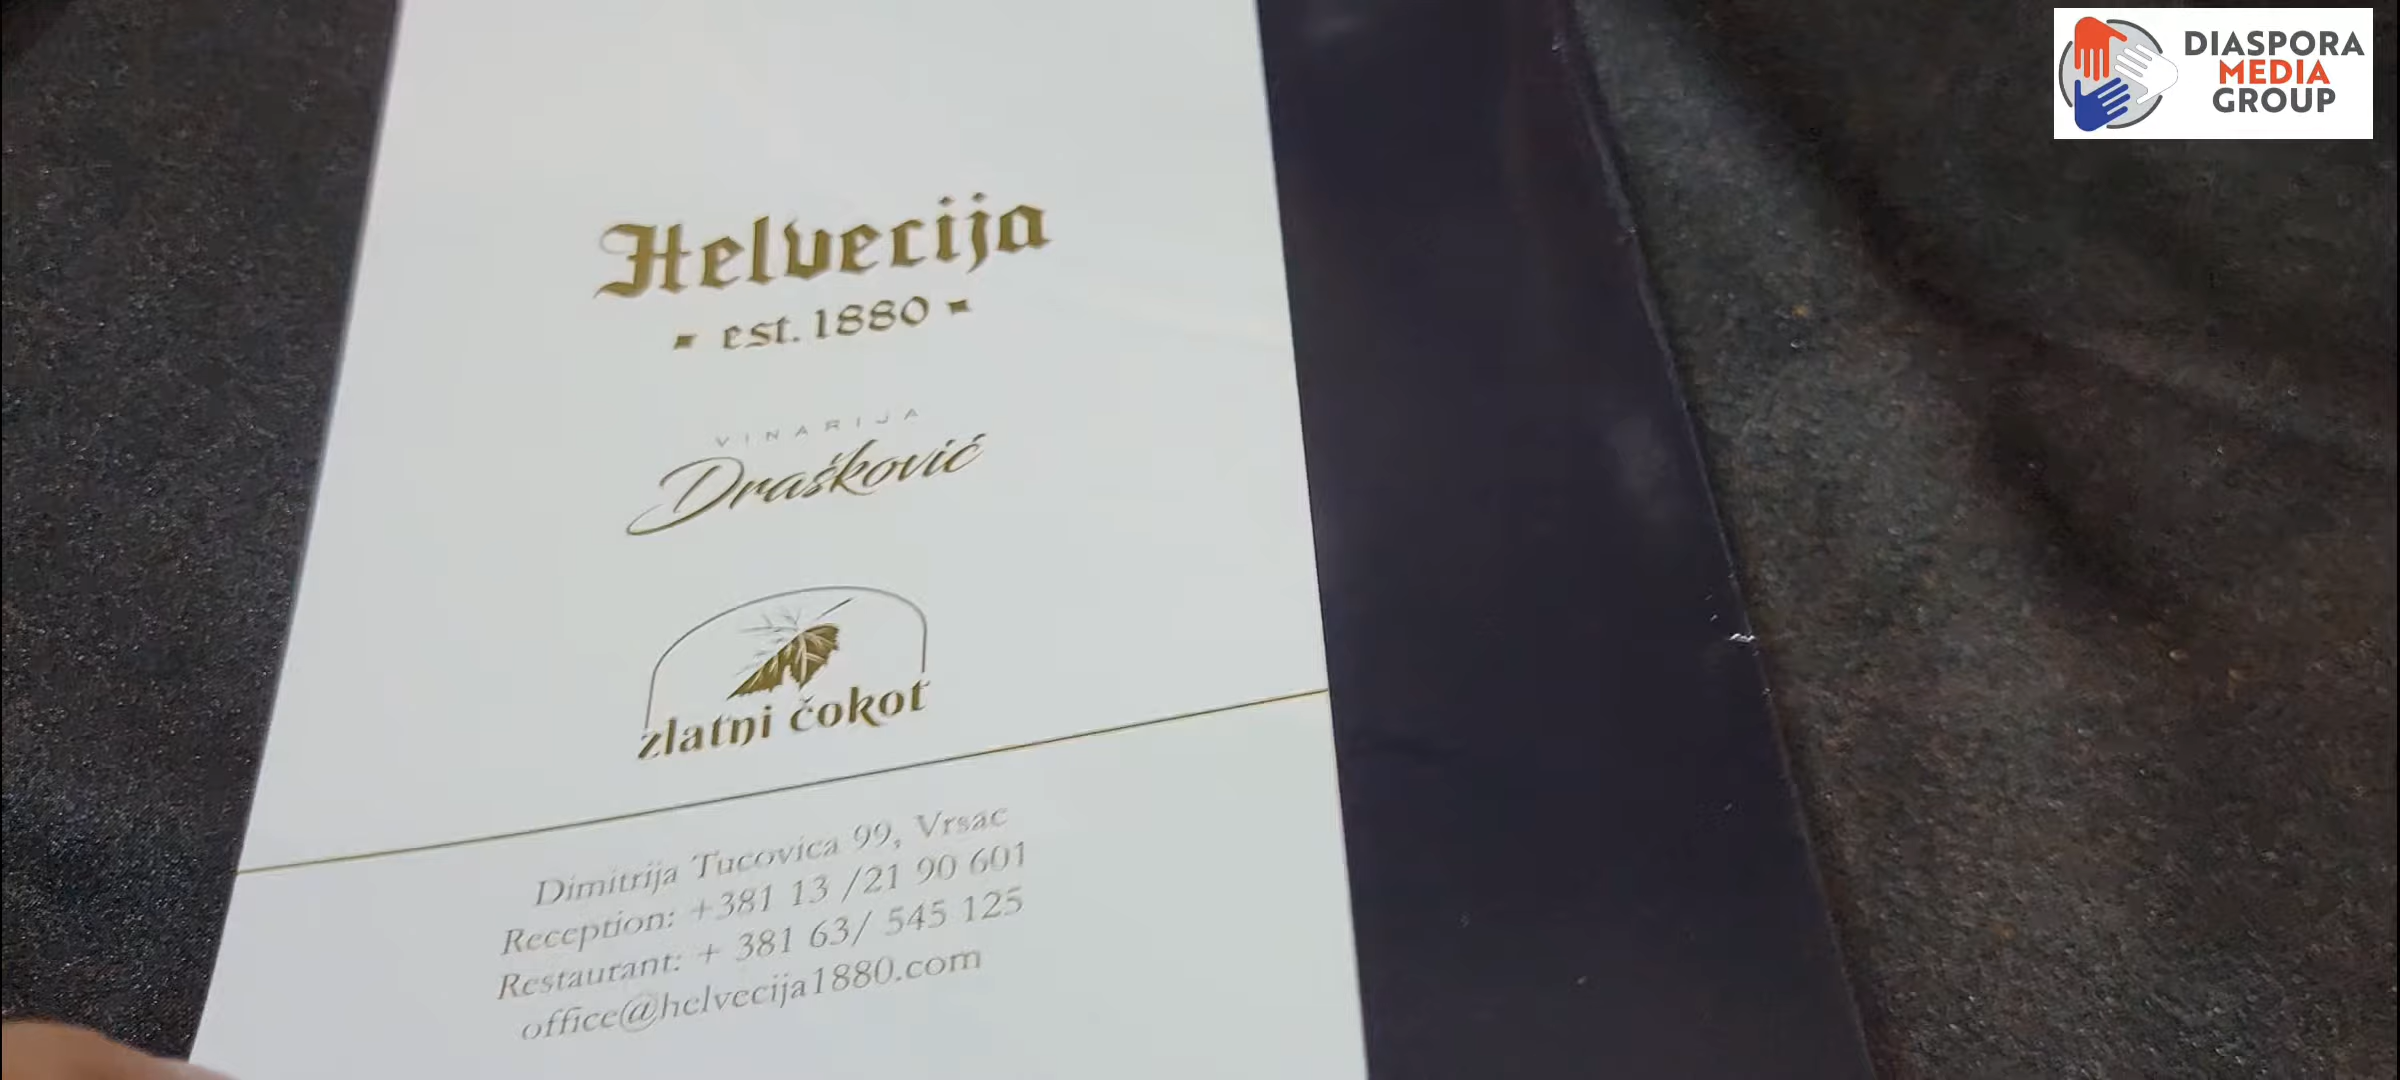 Helvecija
est. 1880
VINARIJA
Drašković
zlatni čokot
Dimitrija Tucovica 99, Vrsac
Reception: +381 13 /21 90 601
Restaurant: + 381 63/ 545 125
office@helvecija1880.com
DIASPORA
MEDIA
GROUP